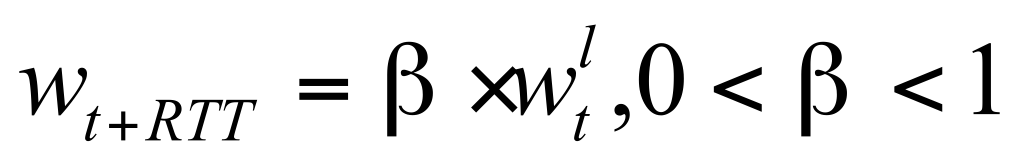 w_{t+RTT} = β × w_t^l , 0 < β < 1